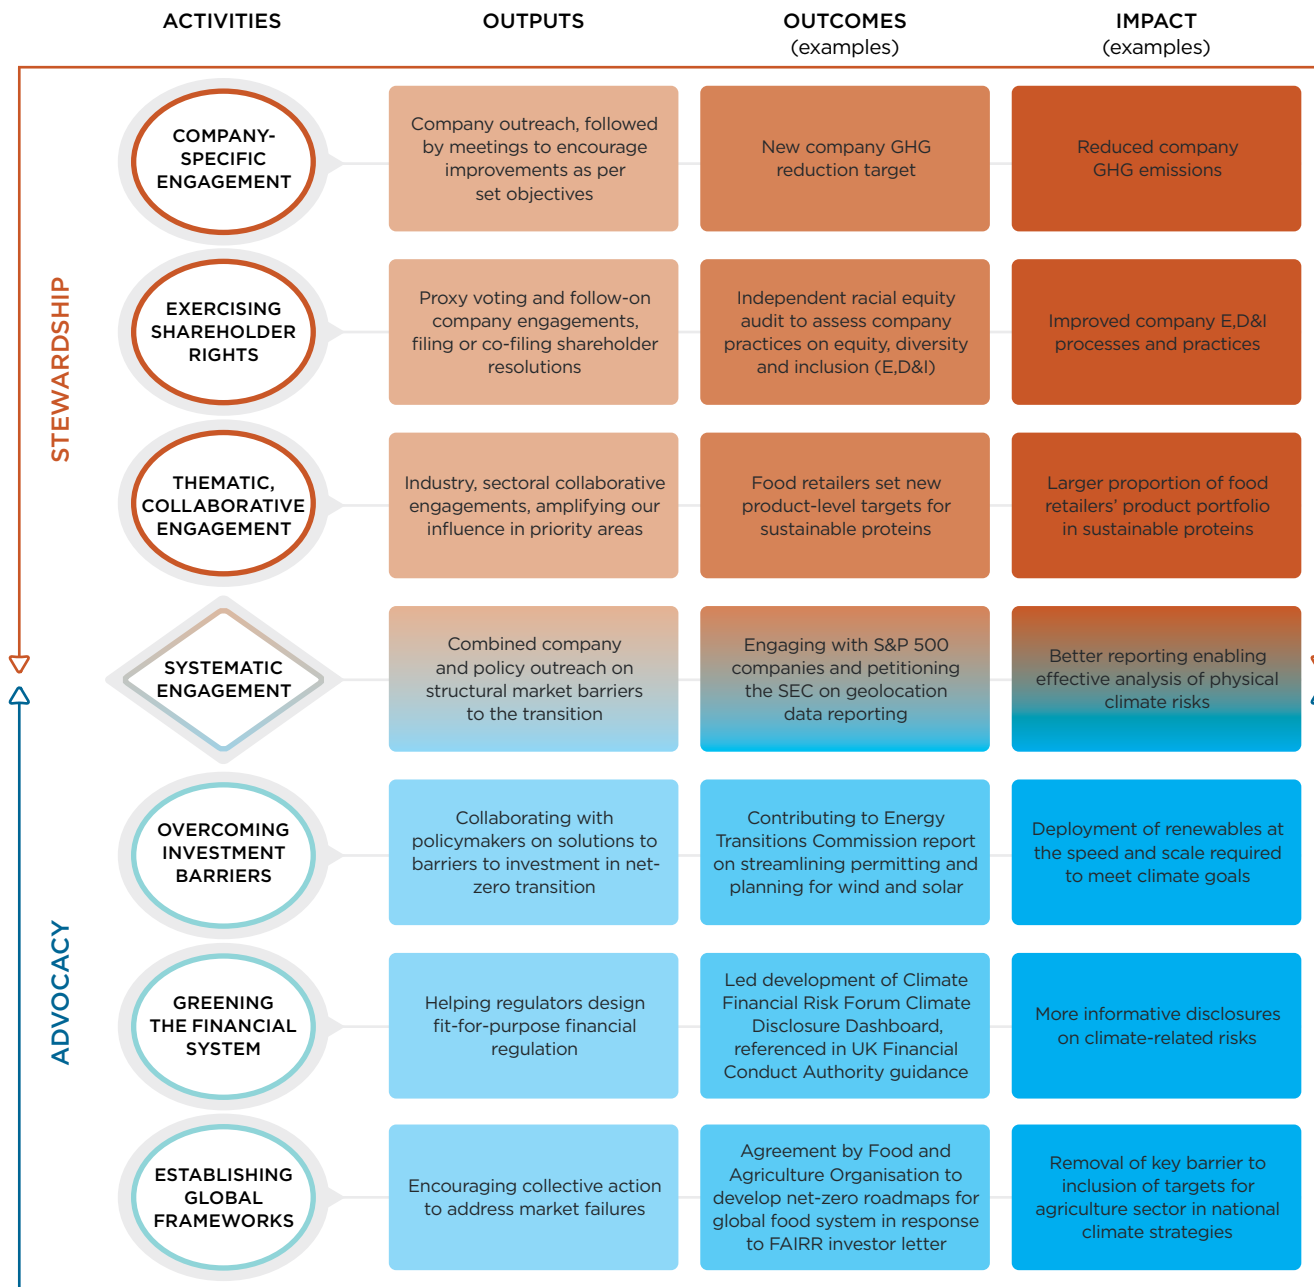 ACTIVITIES
OUTPUTS
OUTCOMES
(examples)
IMPACT
(examples)
STEWARDSHIP
COMPANY-
SPECIFIC
ENGAGEMENT
Company outreach, followed
by meetings to encourage
improvements as per
set objectives
New company GHG
reduction target
Reduced company
GHG emissions
EXERCISING
SHAREHOLDER
RIGHTS
Proxy voting and follow-on
company engagements,
filing or co-filing shareholder
resolutions
Independent racial equity
audit to assess company
practices on equity, diversity
and inclusion (E,D&I)
Improved company E,D&I
processes and practices
THEMATIC,
COLLABORATIVE
ENGAGEMENT
Industry, sectoral collaborative
engagements, amplifying our
influence in priority areas
Food retailers set new
product-level targets for
sustainable proteins
Larger proportion of food
retailers’ product portfolio
in sustainable proteins
SYSTEMATIC
ENGAGEMENT
Combined company
and policy outreach on
structural market barriers
to the transition
Engaging with S&P 500
companies and petitioning
the SEC on geolocation
data reporting
Better reporting enabling
effective analysis of physical
climate risks
ADVOCACY
OVERCOMING
INVESTMENT
BARRIERS
Collaborating with
policymakers on solutions to
barriers to investment in net-
zero transition
Contributing to Energy
Transitions Commission report
on streamlining permitting and
planning for wind and solar
Deployment of renewables at
the speed and scale required
to meet climate goals
GREENING
THE FINANCIAL
SYSTEM
Helping regulators design
fit-for-purpose financial
regulation
Led development of Climate
Financial Risk Forum Climate
Disclosure Dashboard,
referenced in UK Financial
Conduct Authority guidance
More informative disclosures
on climate-related risks
ESTABLISHING
GLOBAL
FRAMEWORKS
Encouraging collective action
to address market failures
Agreement by Food and
Agriculture Organisation to
develop net-zero roadmaps for
global food system in response
to FAIRR investor letter
Removal of key barrier to
inclusion of targets for
agriculture sector in national
climate strategies